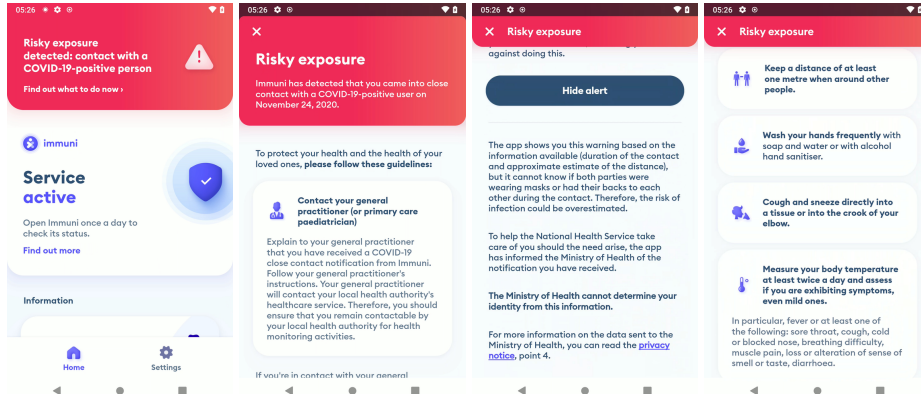 05:26
Risky exposure
detected: contact with a
COVID-19-positive person
Find out what to do now ›
immuni
Service
active
Open Immuni once a day to
check its status.
Find out more
Information
Home
Settings
05:26
Risky exposure
Immuni has detected that you came into close
contact with a COVID-19-positive user on
November 24, 2020.
To protect your health and the health of your
loved ones, please follow these guidelines:
Contact your general
practitioner (or primary care
paediatrician)
Explain to your general practitioner
that you have received a COVID-19
close contact notification from Immuni.
Follow your general practitioner's
instructions. Your general practitioner
will contact your local health authority's
healthcare service. Therefore, you should
ensure that you remain contactable by
your local health authority for health
monitoring activities.
If you're in contact with your general
05:26
Risky exposure
against doing this.
Hide alert
The app shows you this warning based on the
information available (duration of the contact
and approximate estimate of the distance),
but it cannot know if both parties were
wearing masks or had their backs to each
other during the contact. Therefore, the risk of
infection could be overestimated.
To help the National Health Service take
care of you should the need arise, the app
has informed the Ministry of Health of the
notification you have received.
The Ministry of Health cannot determine your
identity from this information.
For more information on the data sent to the
Ministry of Health, you can read the privacy
notice, point 4.
05:26
Risky exposure
Keep a distance of at least
one metre when around other
people.
Wash your hands frequently with
soap and water or with alcohol
hand sanitiser.
Cough and sneeze directly into
a tissue or into the crook of your
elbow.
Measure your body temperature
at least twice a day and assess
if you are exhibiting symptoms,
even mild ones.
In particular, fever or at least one of
the following: sore throat, cough, cold
or blocked nose, breathing difficulty,
muscle pain, loss or alteration of sense of
smell or taste, diarrhoea.